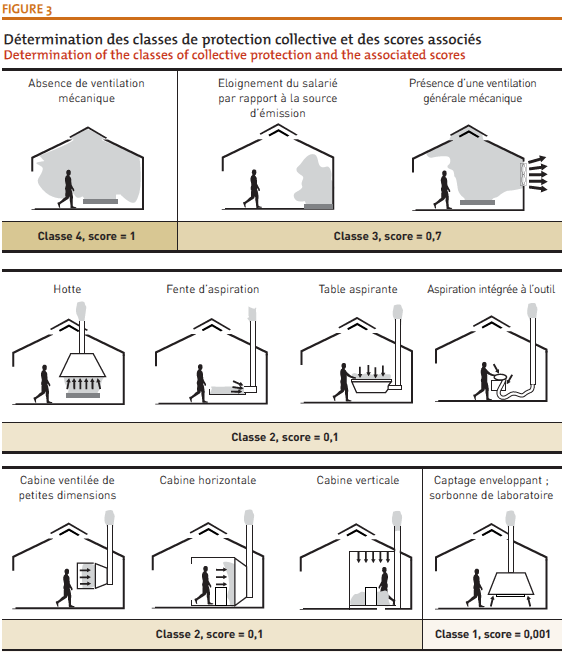 FIGURE 3
Détermination des classes de protection collective et des scores associés
Determination of the classes of collective protection and the associated scores
Absence de ventilation
mécanique
Eloignement du salarié
par rapport à la source
d'émission
Présence d'une ventilation
générale mécanique
Classe 4, score = 1
Classe 3, score = 0,7
Hotte
Fente d'aspiration
Table aspirante
Aspiration intégrée à l'outil
Classe 2, score = 0,1
Cabine ventilée de
petites dimensions
Cabine horizontale
Cabine verticale
Captage enveloppant ;
sorbonne de laboratoire
Classe 2, score = 0,1
Classe 1, score = 0,001